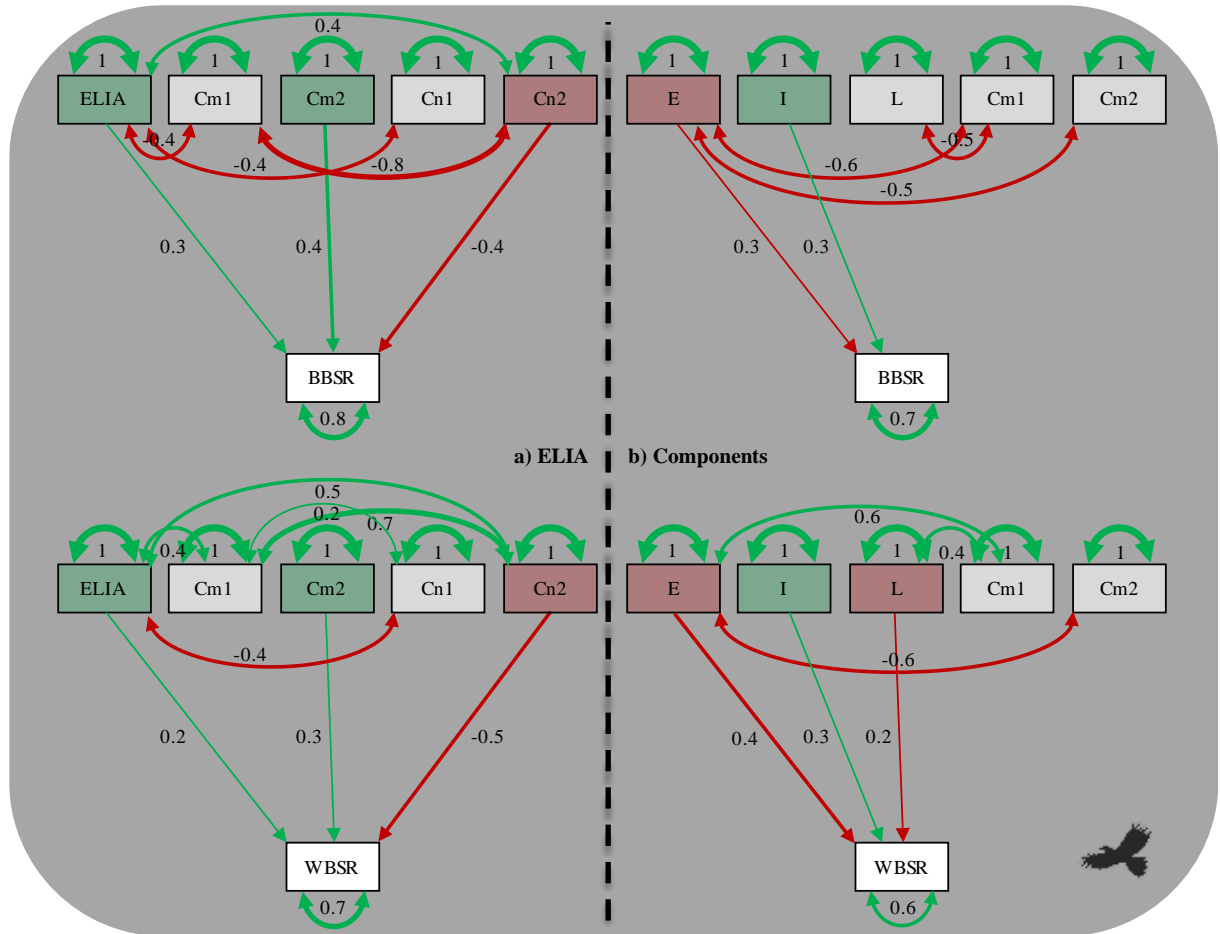 0.4
1 1 1 1 1 1 1 1 1 1
ELIA Cm1 Cm2 Cn1 Cn2 E I L Cm1 Cm2
-0.4 -0.5
-0.4 -0.8 -0.6
-0.5
0.3 0.4 -0.4 0.3 0.3
BBSR BBSR
0.8 0.7
a) ELIA b) Components
0.5
0.2 0.7 0.6
1 0.4 1 1 1 1 1 1 1 0.4 1 1
ELIA Cm1 Cm2 Cn1 Cn2 E I L Cm1 Cm2
-0.4 -0.6
0.2 0.3 -0.5 0.4 0.3 0.2
WBSR WBSR
0.7 0.6